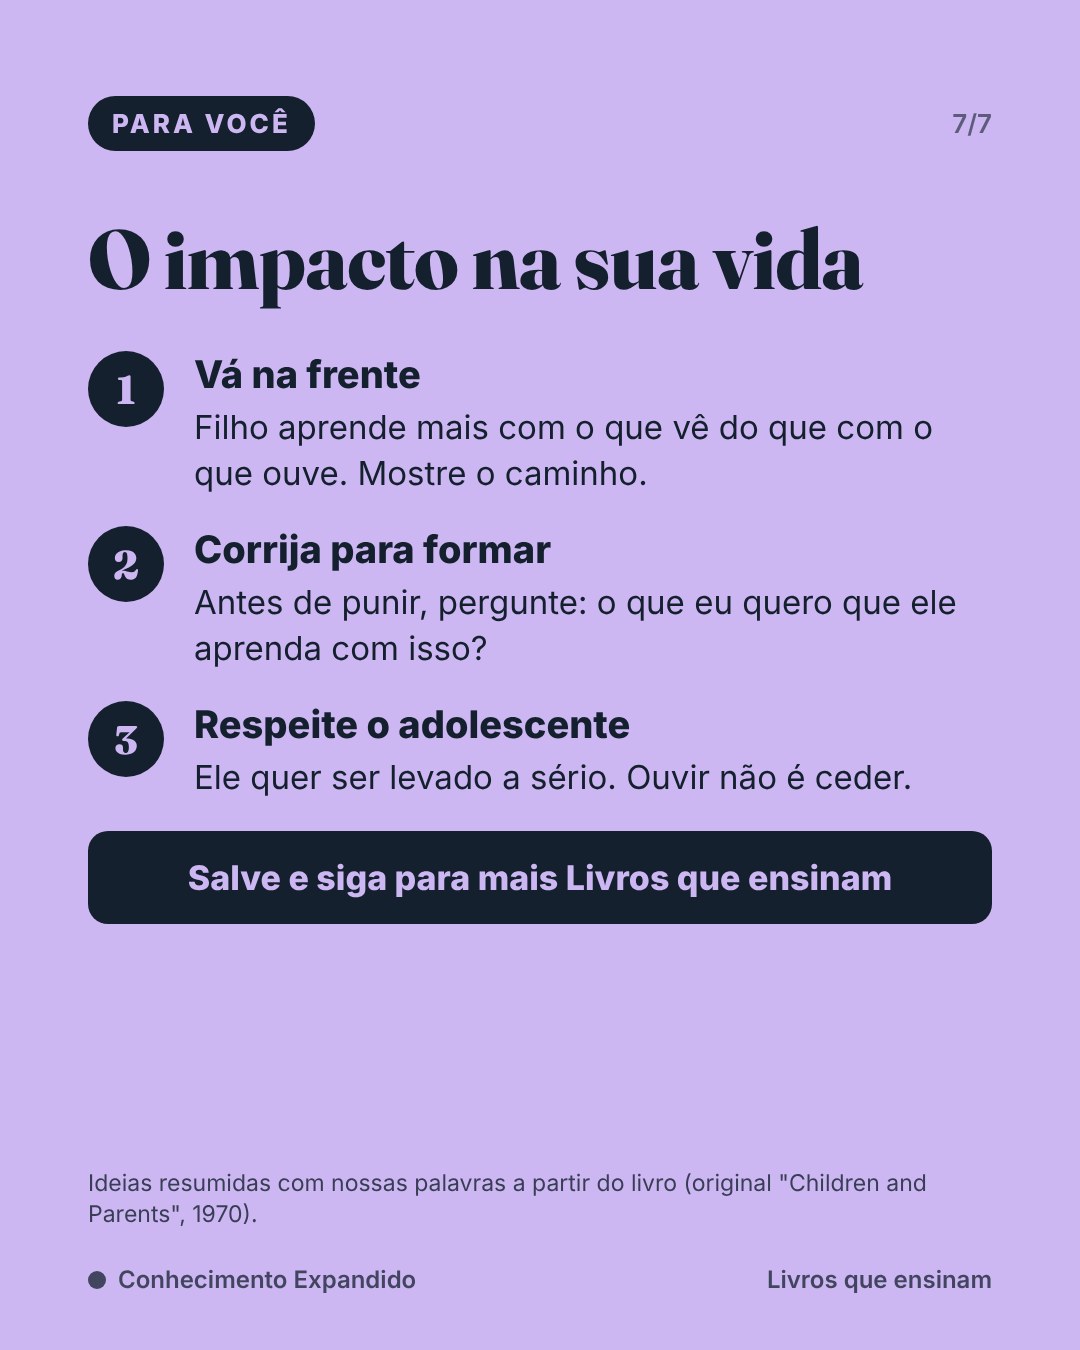 PARA VOCÊ
7/7
O impacto na sua vida
1
Vá na frente
Filho aprende mais com o que vê do que com o
que ouve. Mostre o caminho.
2
Corrija para formar
Antes de punir, pergunte: o que eu quero que ele
aprenda com isso?
3
Respeite o adolescente
Ele quer ser levado a sério. Ouvir não é ceder.
Salve e siga para mais Livros que ensinam
Ideias resumidas com nossas palavras a partir do livro (original "Children and
Parents", 1970).
Conhecimento Expandido
Livros que ensinam